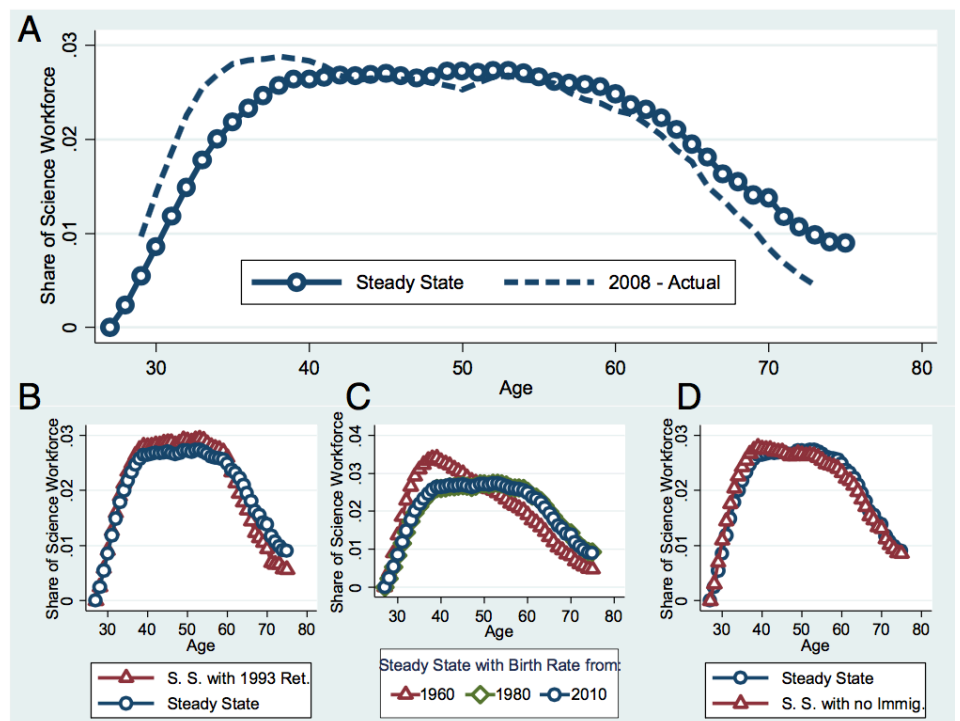 A
Share of Science Workforce
.03
.02
.01
0
Steady State
2008 - Actual
30 40 50 60 70 80
Age
B
Share of Science Workforce
.03
.02
.01
0
30 40 50 60 70 80
Age
S. S. with 1993 Ret.
Steady State
C
Share of Science Workforce
.04
.03
.02
.01
0
30 40 50 60 70 80
Age
Steady State with Birth Rate from:
1960 1980 2010
D
Share of Science Workforce
.03
.02
.01
0
30 40 50 60 70 80
Age
Steady State
S. S. with no Immig.